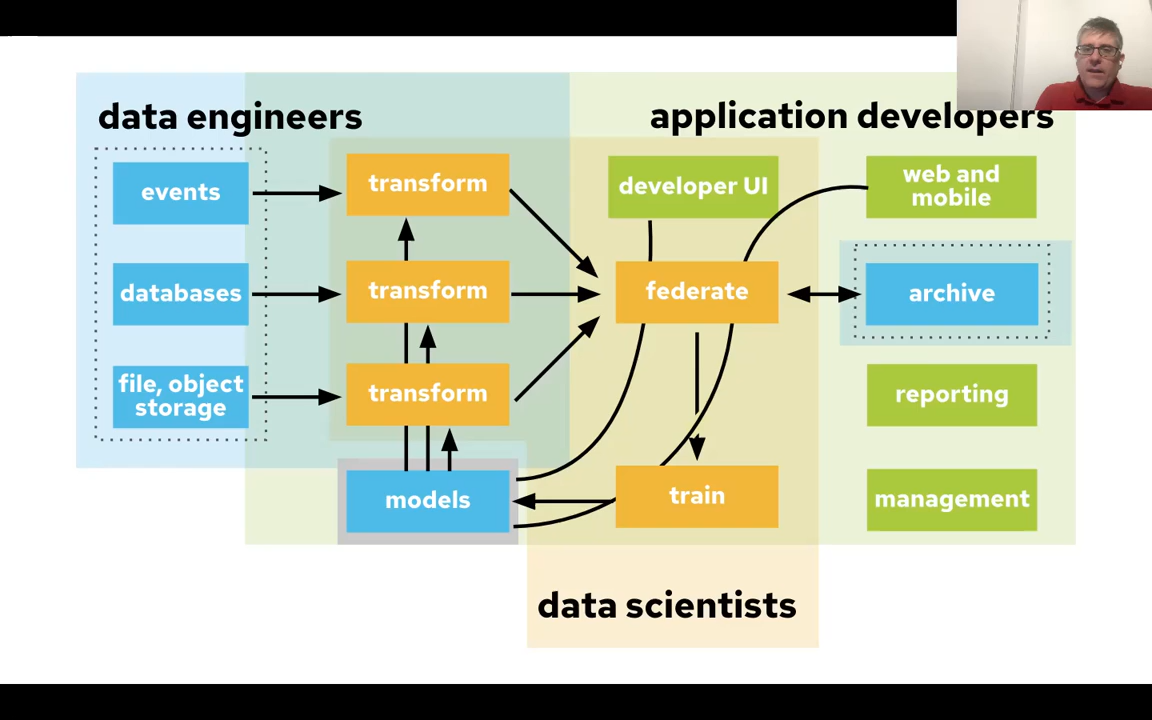 data engineers
application developers
events
transform
developer UI
web and
mobile
databases
transform
federate
archive
file, object
storage
transform
reporting
models
train
management
data scientists